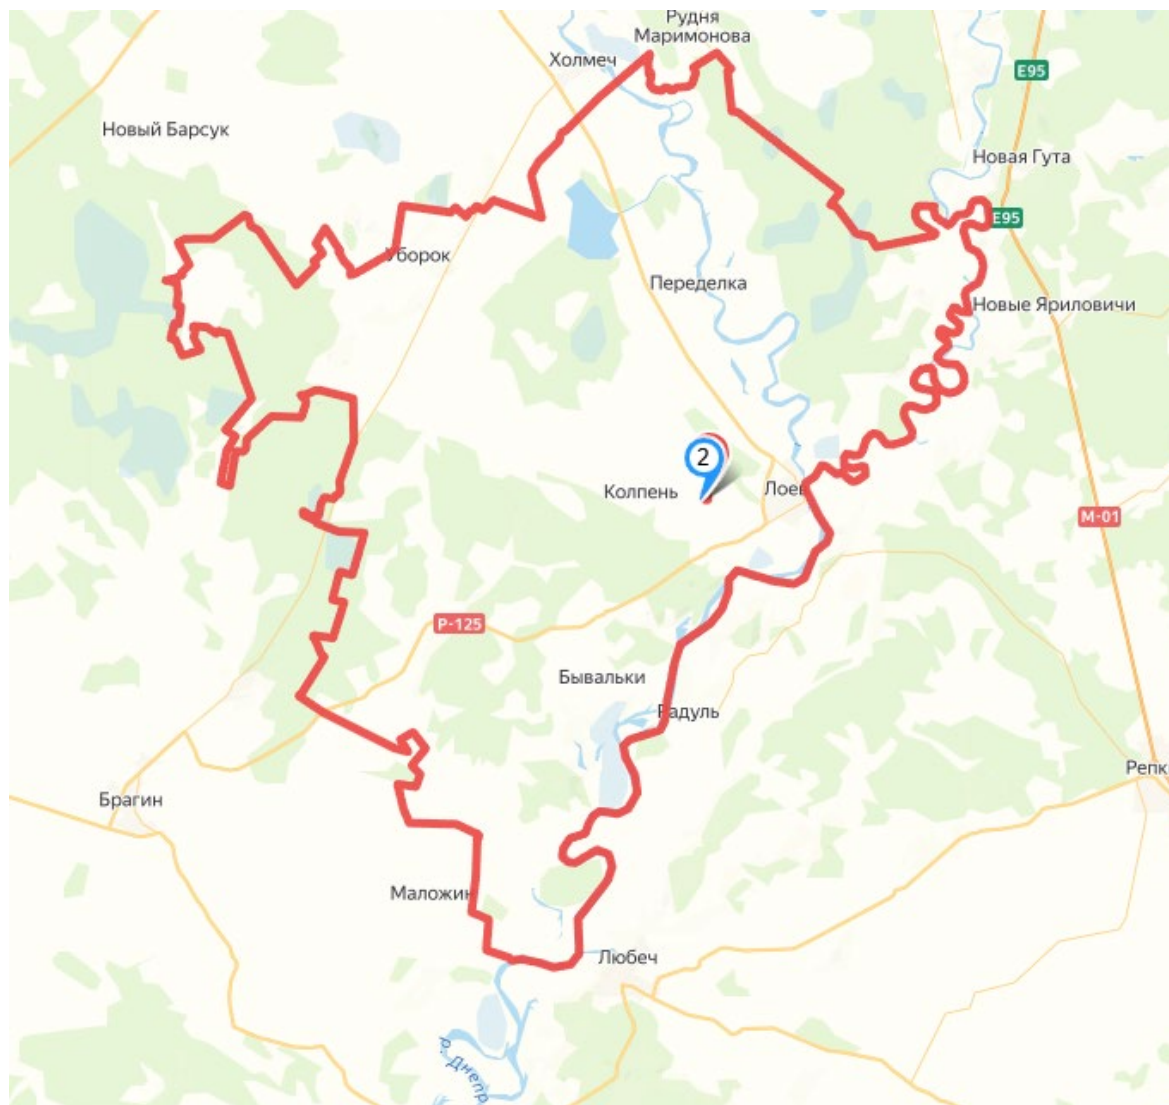 Рудня
Маримонова
Холмеч
E95
Новый Барсук
Новая Гута
E95
Уборок
Переделка
Новые Яриловичи
2
Колпень
Лоев
М-01
Р-125
Бывальки
Радуль
Репк
Брагин
Маложин
Любеч
р. Днепр